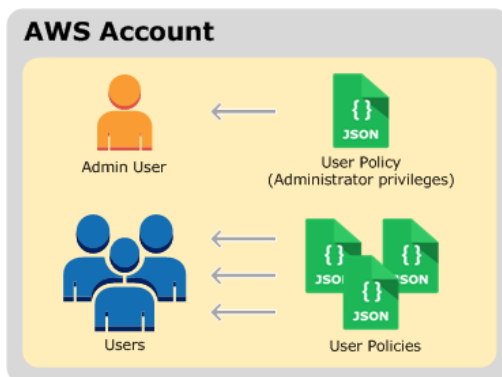 AWS Account
Admin User
{ }
JSON
User Policy
(Administrator privileges)
Users
{ }
JSON
{ }
JSON
{ }
JSON
User Policies